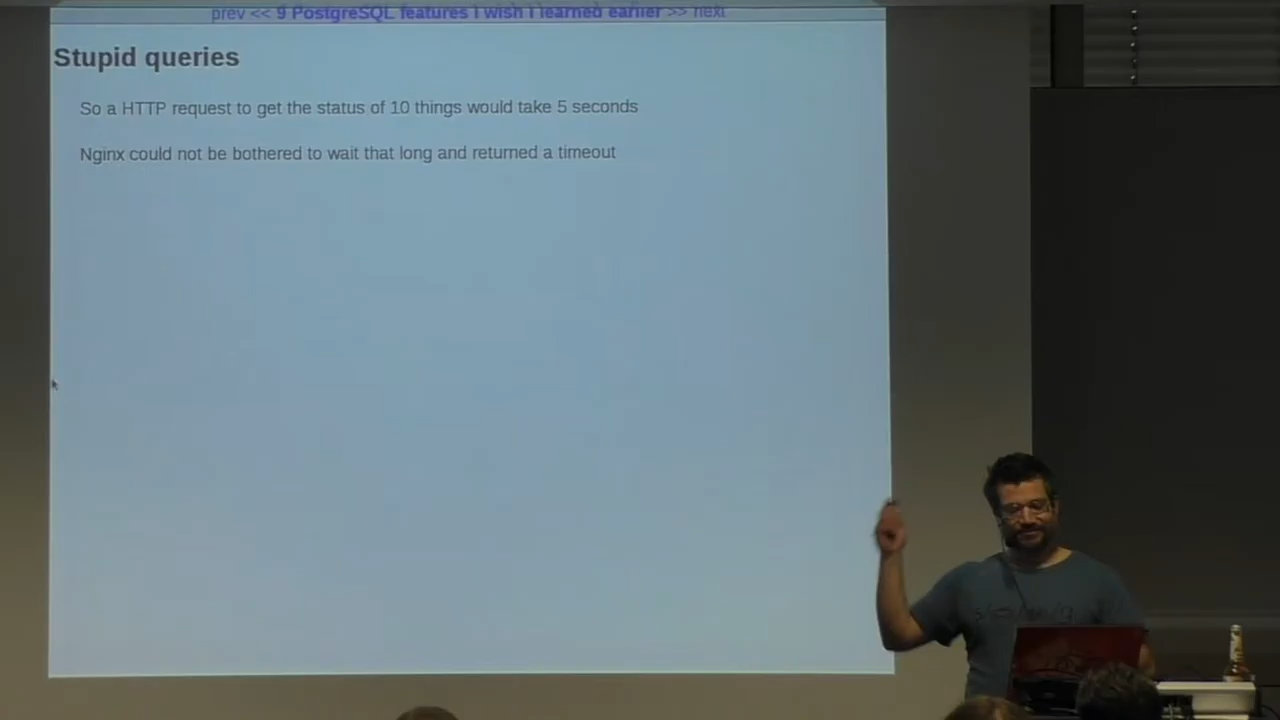 prev << 9 PostgreSQL features I wish I learned earlier >> next
Stupid queries
So a HTTP request to get the status of 10 things would take 5 seconds
Nginx could not be bothered to wait that long and returned a timeout